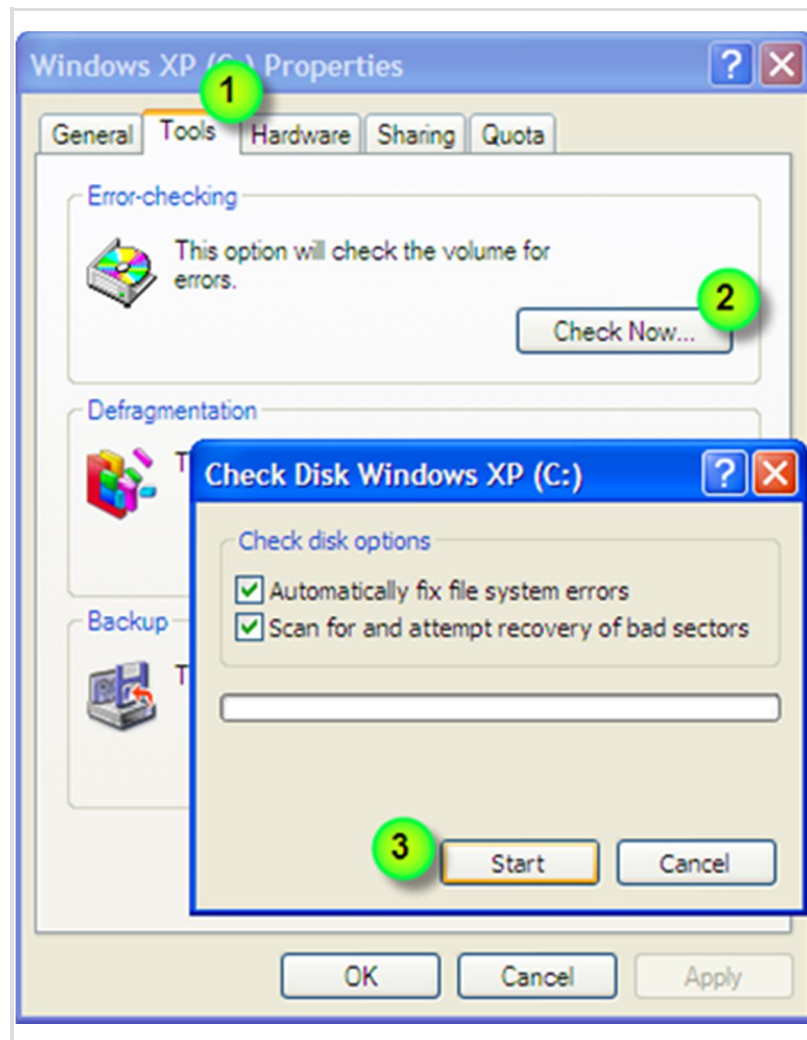 Windows XP (C:) Properties
1
General Tools Hardware Sharing Quota
Error-checking
This option will check the volume for
errors.
2
Check Now...
Defragmentation
T
Check Disk Windows XP (C:)
Check disk options
Automatically fix file system errors
Scan for and attempt recovery of bad sectors
Backup
T
3
Start Cancel
OK Cancel Apply